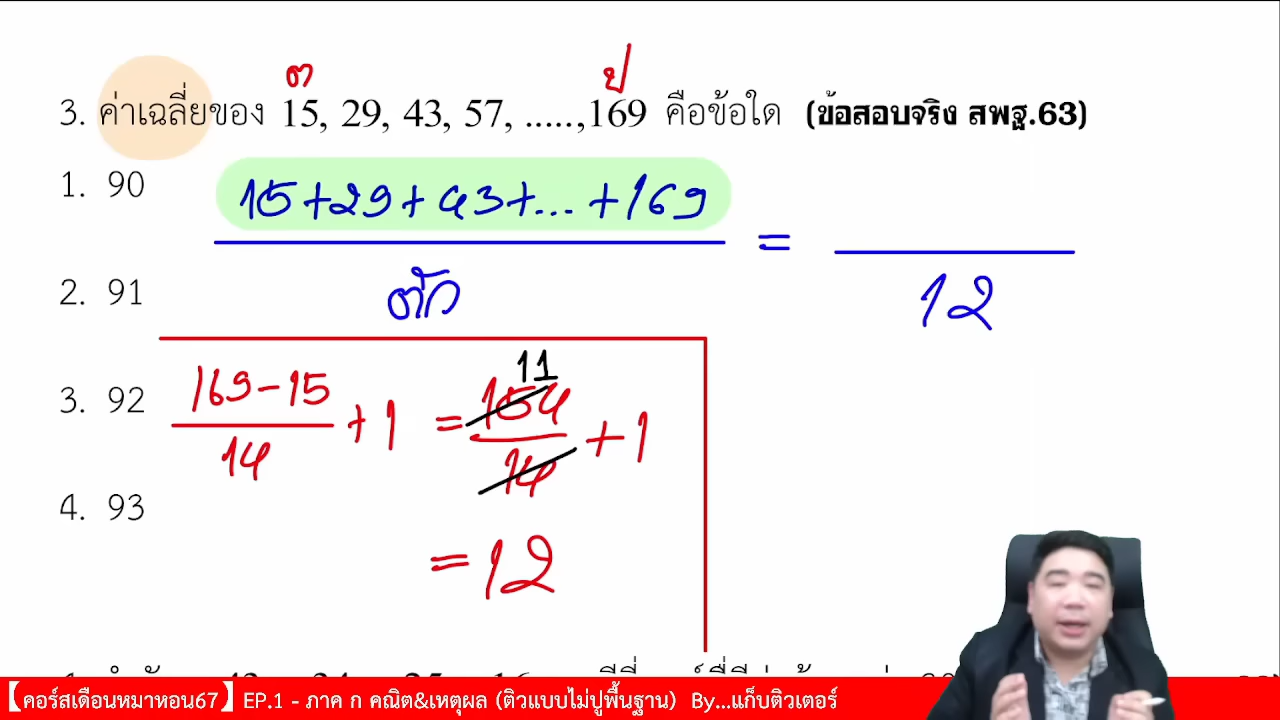 ต ป
3. ค่าเฉลี่ยของ 15, 29, 43, 57, .....,169 คือข้อใด (ข้อสอบจริง สพฐ.63)
1. 90
15+29+43+...+169 =
2. 91
ตัว 12
3. 92
169-15 / 14 + 1 = 154 / 14 + 1
11
4. 93
= 12
【คอร์สเดือนหมาหอน67】EP.1 - ภาค ก คณิต&เหตุผล (ติวแบบไม่ปูพื้นฐาน) By...แก็บติวเตอร์